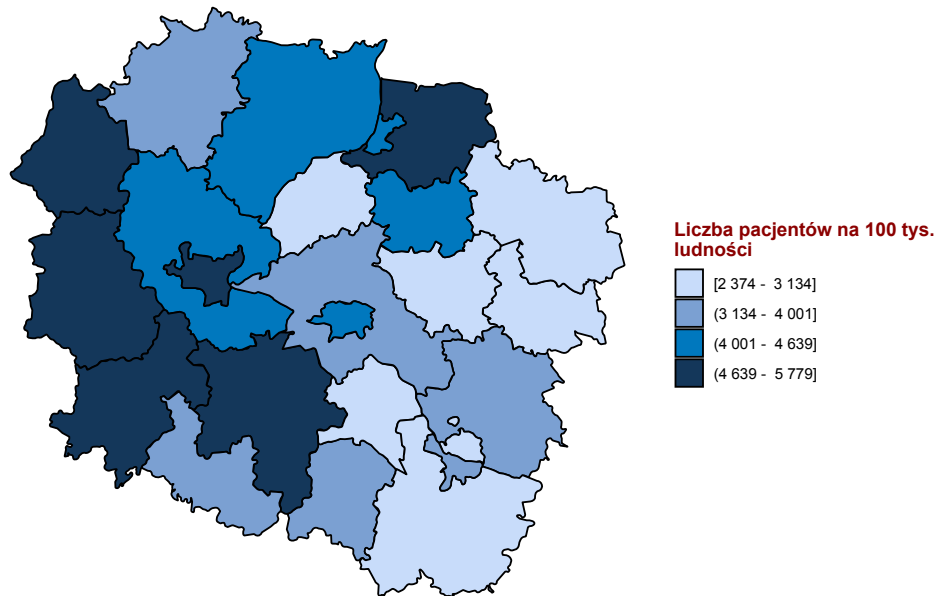 Liczba pacjentów na 100 tys.
ludności
[2 374 - 3 134]
(3 134 - 4 001]
(4 001 - 4 639]
(4 639 - 5 779]